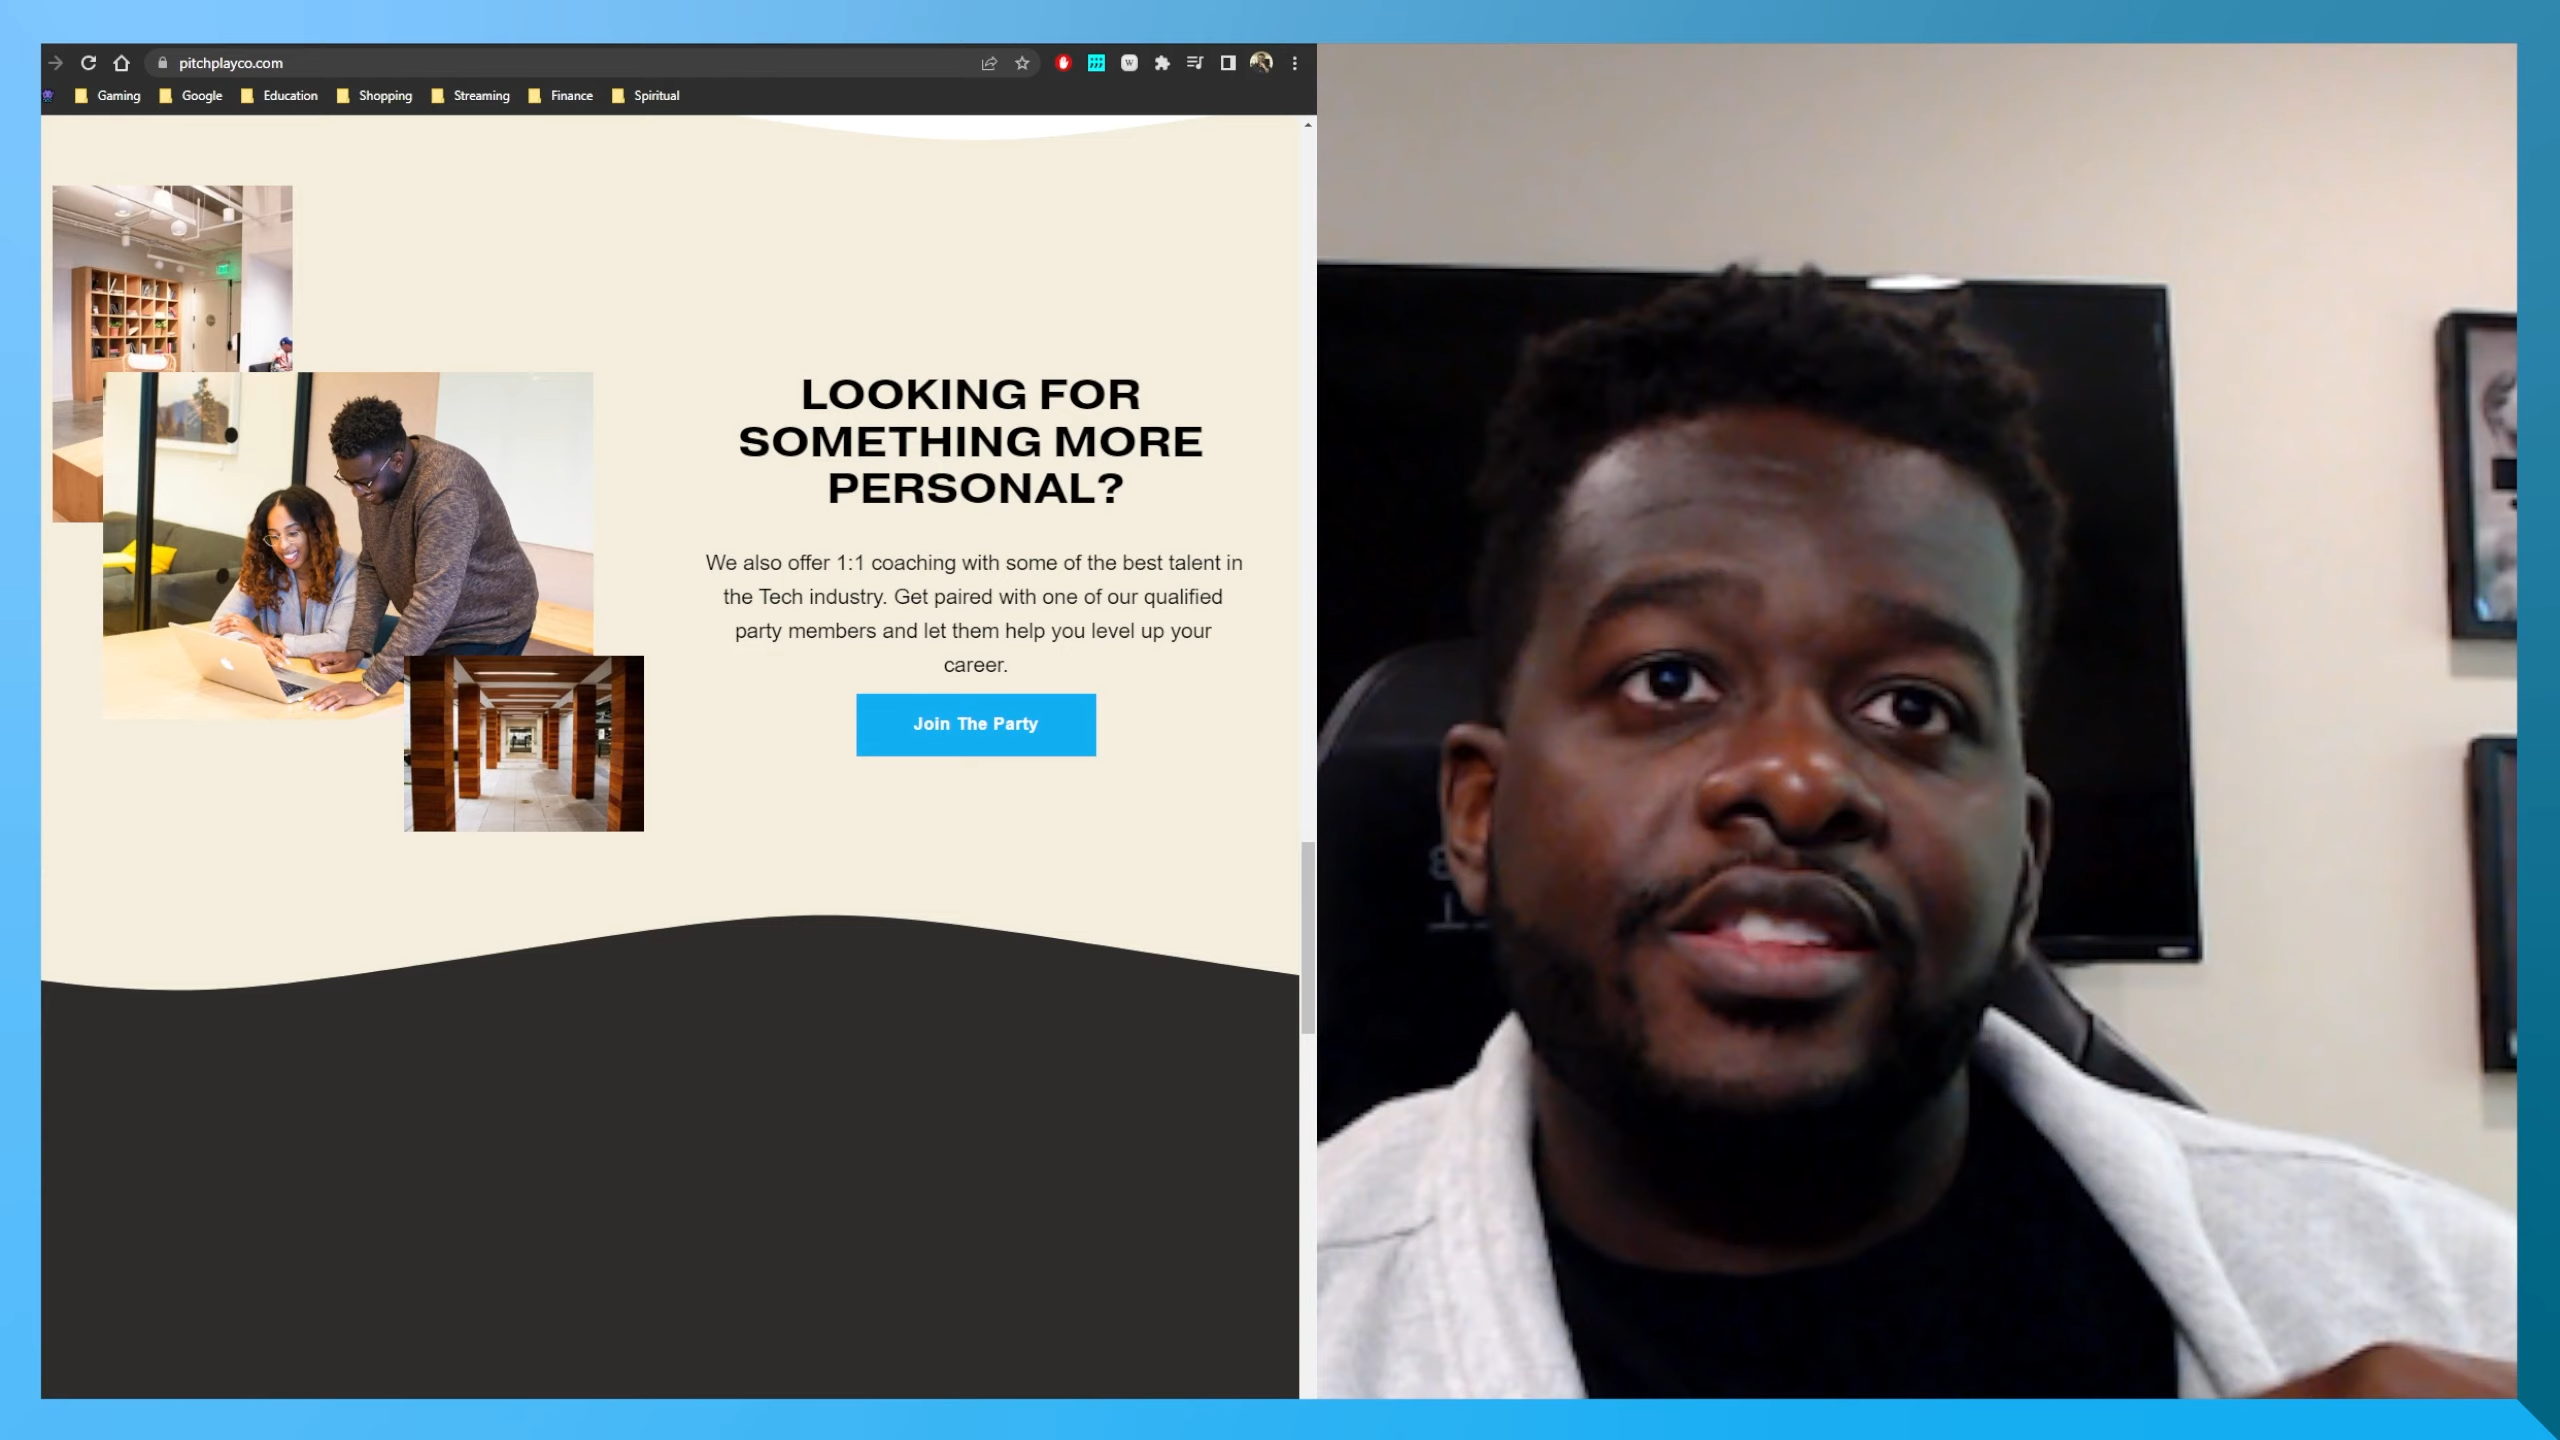 pitchplayco.com
Gaming Google Education Shopping Streaming Finance Spiritual
LOOKING FOR
SOMETHING MORE
PERSONAL?
We also offer 1:1 coaching with some of the best talent in
the Tech industry. Get paired with one of our qualified
party members and let them help you level up your
career.
Join The Party